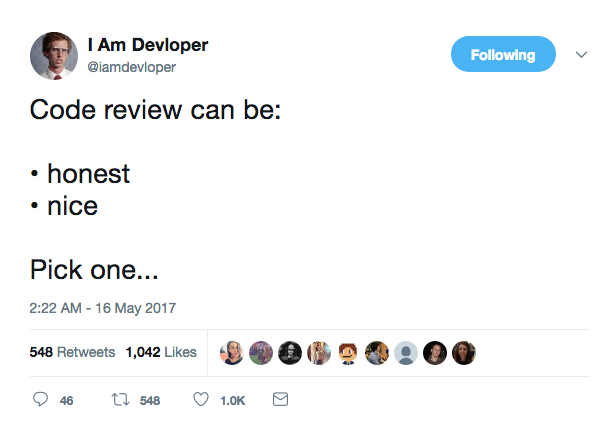 I Am Devloper
@iamdevloper
Following
Code review can be:
• honest
• nice
Pick one...
2:22 AM - 16 May 2017
548 Retweets 1,042 Likes
46 548 1.0K